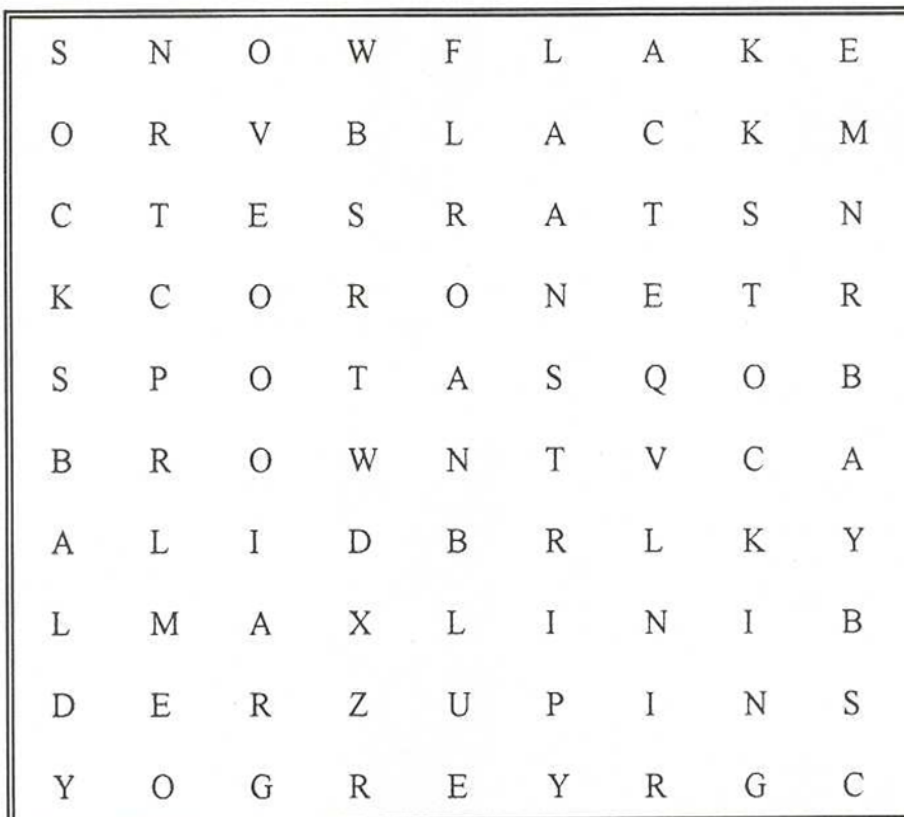 S N O W F L A K E
O R V B L A C K M
C T E S R A T S N
K C O R O N E T R
S P O T A S Q O B
B R O W N T V C A
A L I D B R L K Y
L M A X L I N I B
D E R Z U P I N S
Y O G R E Y R G C